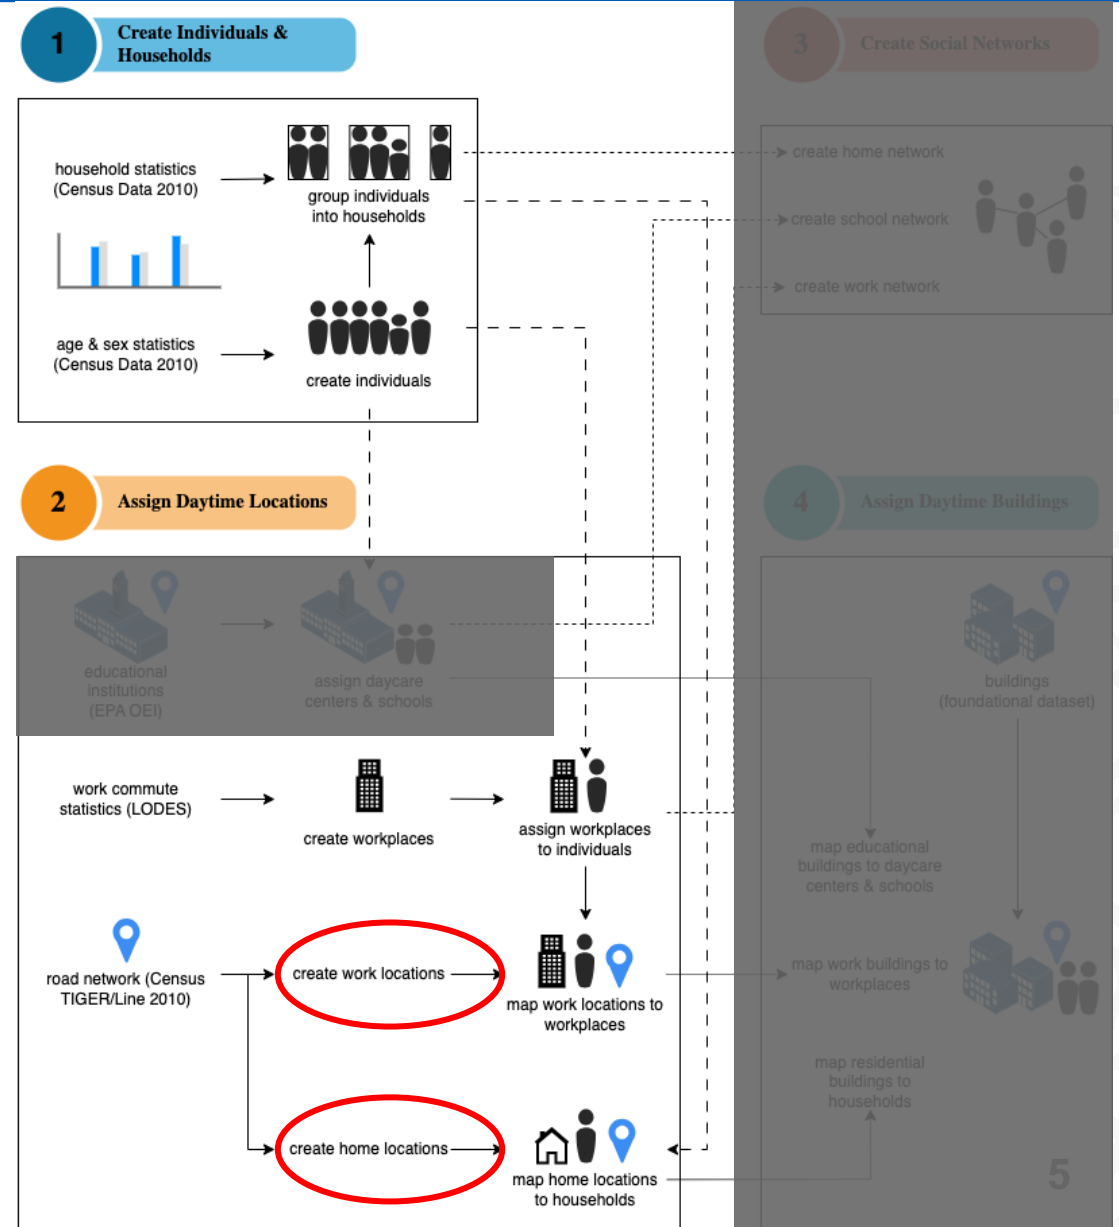 1
Create Individuals &
Households
household statistics
(Census Data 2010)
group individuals
into households
age & sex statistics
(Census Data 2010)
create individuals
3
Create Social Networks
create home network
create school network
create work network
2
Assign Daytime Locations
educational
institutions
(EPA OEI)
assign daycare
centers & schools
work commute
statistics (LODES)
create workplaces
assign workplaces
to individuals
road network (Census
TIGER/Line 2010)
create work locations
map work locations to
workplaces
create home locations
map home locations
to households
4
Assign Daytime Buildings
buildings
(foundational dataset)
map educational
buildings to daycare
centers & schools
map work buildings to
workplaces
map residential
buildings to
households
5